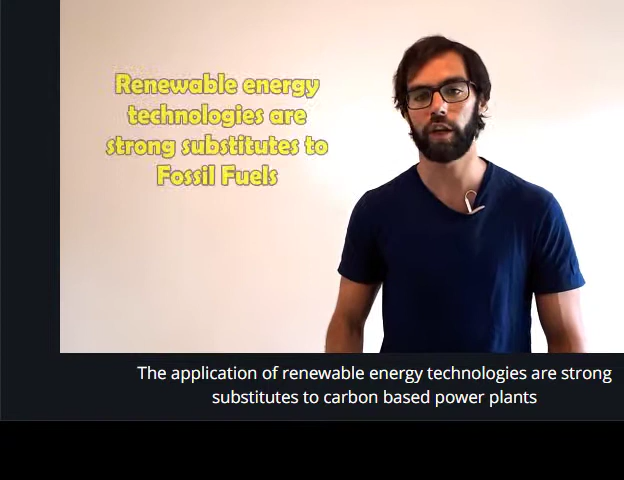 Renewable energy
technologies are
strong substitutes to
Fossil Fuels
The application of renewable energy technologies are strong
substitutes to carbon based power plants